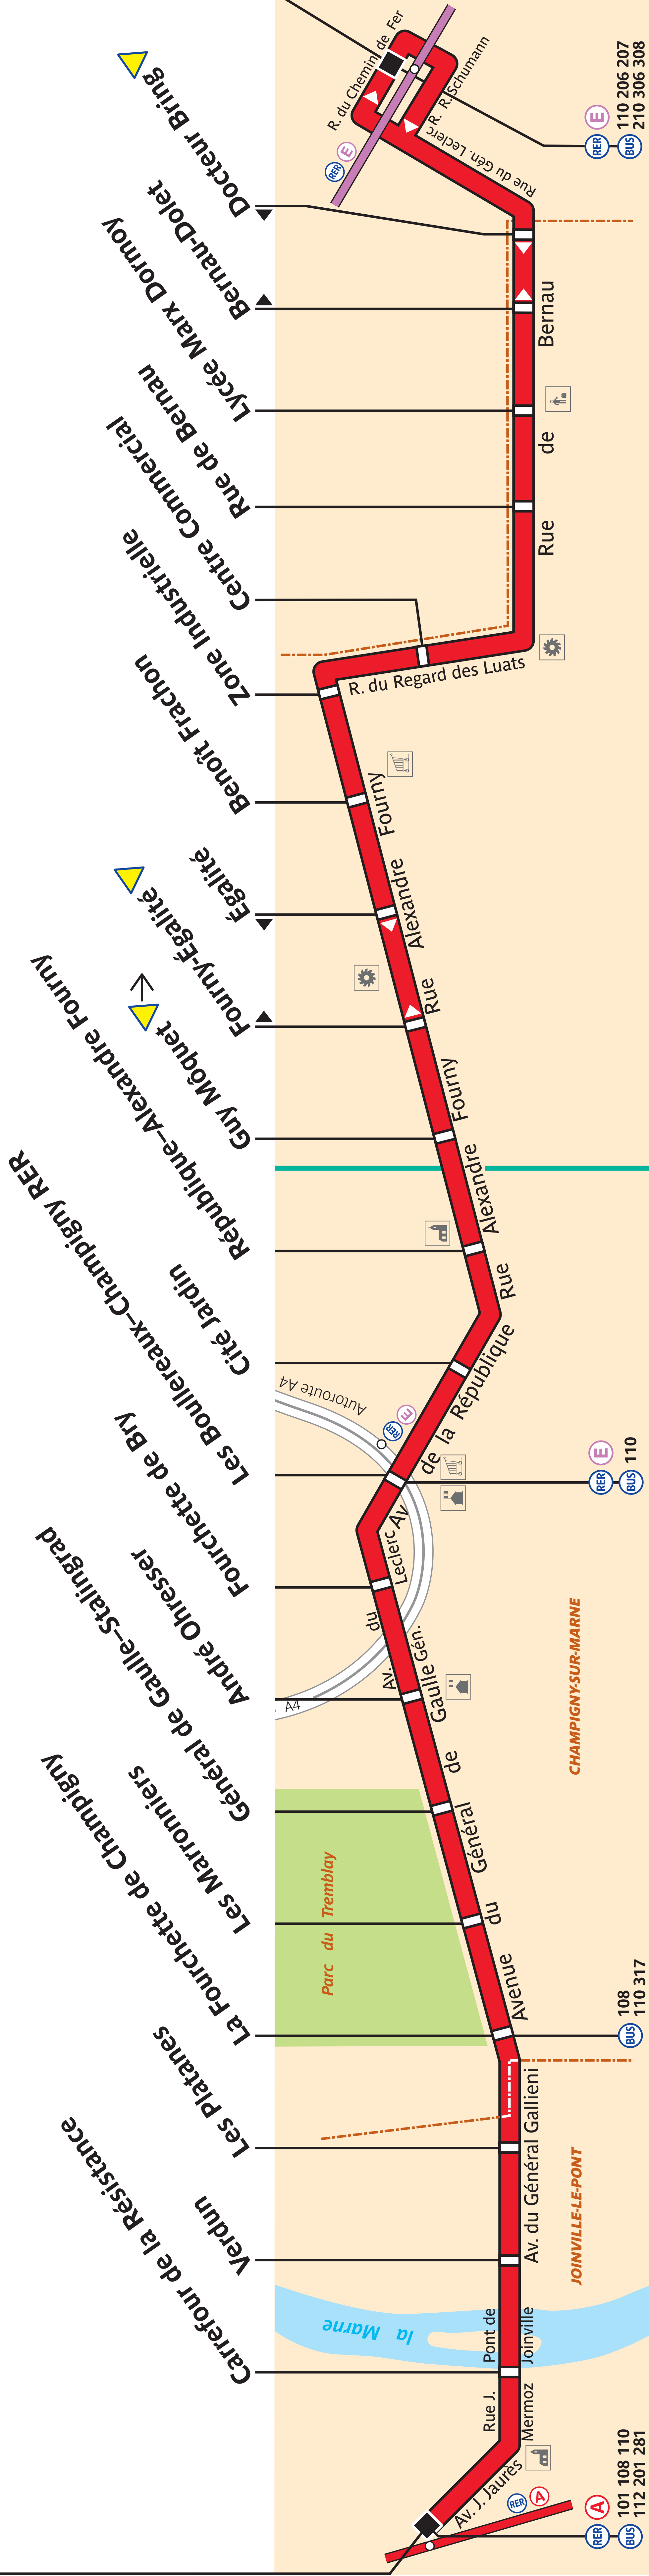 Docteur Bring
Bernau-Dolet
Lycée Marx Dormoy
Rue de Bernau
Centre Commercial
Zone Industrielle
Benoît Frachon
Égalité
Fourny-Égalité
Guy Môquet
République–Alexandre Fourny
Cité Jardin
Les Boullereaux–Champigny RER
Fourchette de Bry
André Ohresser
Général de Gaulle–Stalingrad
Les Marronniers
La Fourchette de Champigny
Les Platanes
Verdun
Carrefour de la Résistance
R. du Chemin de Fer
R. R. Schumann
Rue du Gén. Leclerc
RER E
RER E
BUS 110 206 207
210 306 308
Rue de Bernau
R. du Regard des Luats
Rue Alexandre Fourny
Rue Alexandre Fourny
Av. de la République
Autoroute A4
RER E
RER E
BUS 110
Av. du Gén. Leclerc
A4
Avenue du Général de Gaulle
CHAMPIGNY-SUR-MARNE
Parc du Tremblay
BUS 108
110 317
Av. du Général Gallieni
JOINVILLE-LE-PONT
la Marne
Pont de
Joinville
Rue J.
Mermoz
Av. J. Jaurès
RER A
RER A
BUS 101 108 110
112 201 281